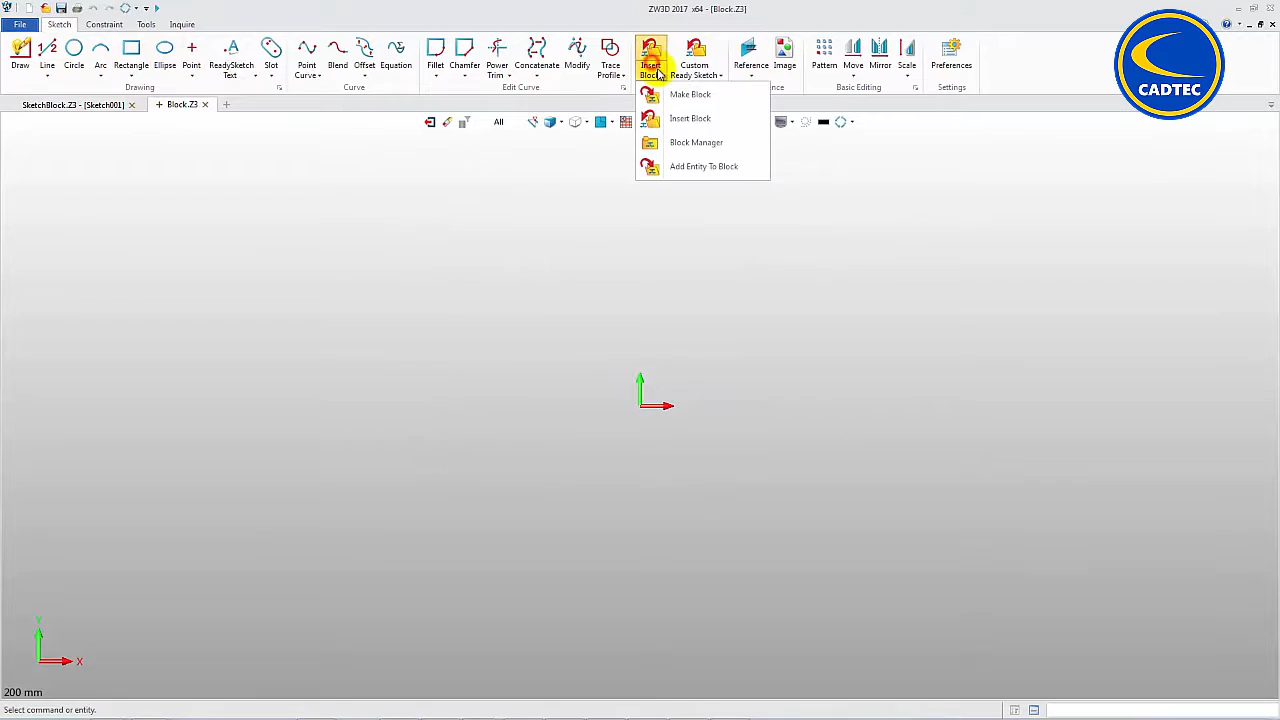 ZW3D 2017 x64 - [Block.Z3]
File Sketch Constraint Tools Inquire
Draw Line Circle Arc Rectangle Ellipse Point ReadySketch Text Slot Point Curve Blend Offset Equation Fillet Chamfer Power Trim Concatenate Modify Trace Profile Insert Block Custom Ready Sketch Reference Image Pattern Move Mirror Scale Preferences
Drawing Curve Edit Curve nce Basic Editing Settings
CADTEC
SketchBlock.Z3 - [Sketch001] Block.Z3
All
Make Block
Insert Block
Block Manager
Add Entity To Block
Y
X
200 mm
Select command or entity.